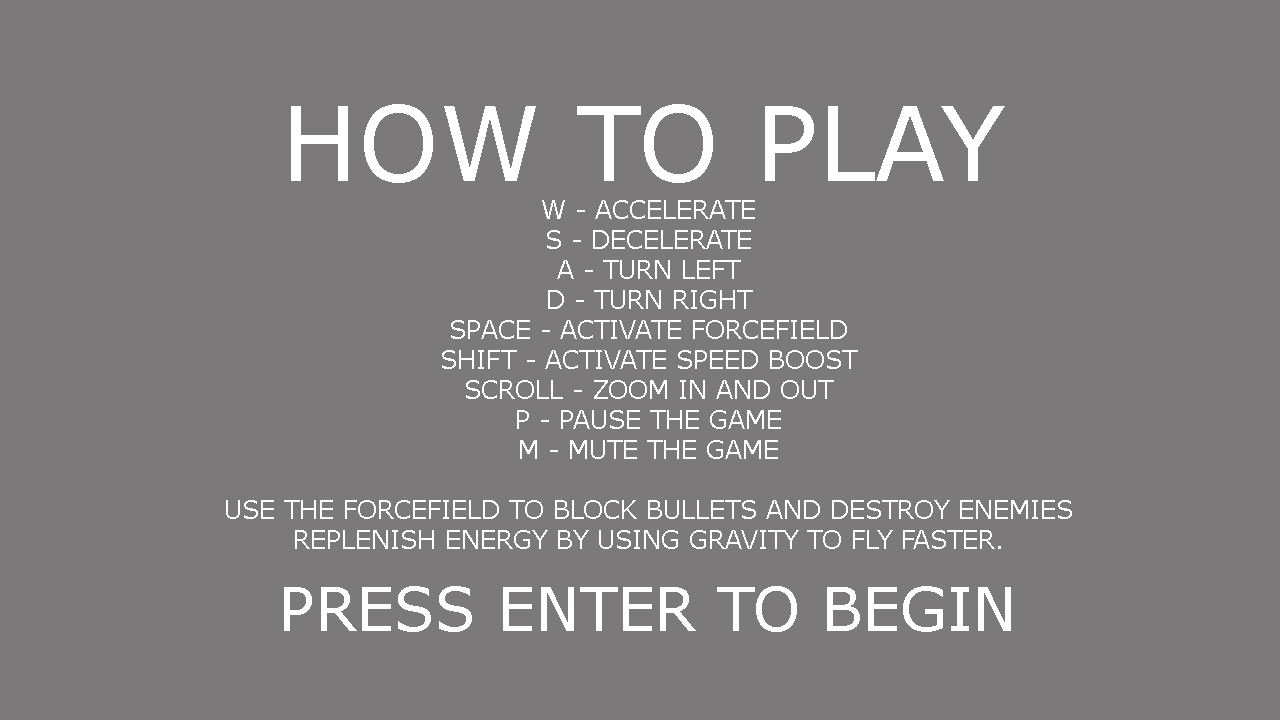 HOW TO PLAY
W - ACCELERATE
S - DECELERATE
A - TURN LEFT
D - TURN RIGHT
SPACE - ACTIVATE FORCEFIELD
SHIFT - ACTIVATE SPEED BOOST
SCROLL - ZOOM IN AND OUT
P - PAUSE THE GAME
M - MUTE THE GAME
USE THE FORCEFIELD TO BLOCK BULLETS AND DESTROY ENEMIES
REPLENISH ENERGY BY USING GRAVITY TO FLY FASTER.
PRESS ENTER TO BEGIN